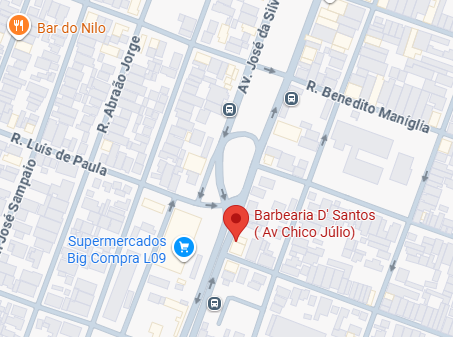 Bar do Nilo
R. Abraão Jorge
Av. José da Silv
R. Benedito Maniglia
R. Luís de Paula
José Sampaio
Barbearia D' Santos
( Av Chico Júlio)
Supermercados
Big Compra L09